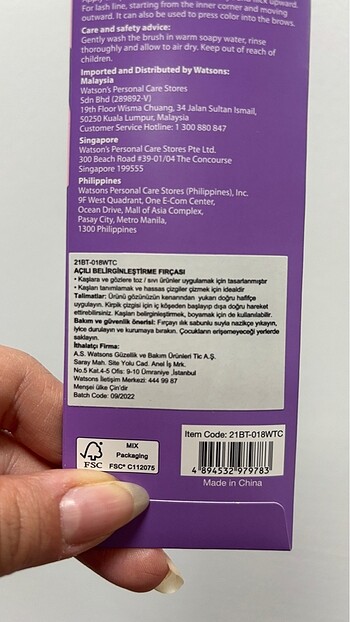 For lash line, starting from the inner corner and moving
outward. It can also be used to press color into the brows.
Care and safety advice:
Gently wash the brush in warm soapy water, rinse
thoroughly and allow to air dry. Keep out of reach of
children.
Imported and Distributed by Watsons:
Malaysia
Watson's Personal Care Stores
Sdn Bhd (289892-V)
19th Floor Wisma Chuang, 34 Jalan Sultan Ismail,
50250 Kuala Lumpur, Malaysia
Customer Service Hotline: 1 300 880 847
Singapore
Watson's Personal Care Stores Pte Ltd.
300 Beach Road #39-01/04 The Concourse
Singapore 199555
Philippines
Watsons Personal Care Stores (Philippines), Inc.
9F West Quadrant, One E-Com Center,
Ocean Drive, Mall of Asia Complex,
Pasay City, Metro Manila,
1300 Philippines
21BT-018WTC
AÇILI BELİRGİNLEŞTİRME FIRÇASI
• Kaşlara ve gözlere toz / sıvı ürünler uygulamak için tasarlanmıştır
• Kaşları tanımlamak ve hassas çizgiler çizmek için idealdir
Talimatlar: Ürünü gözünüzün kenarından yukarı doğru hafifçe
uygulayın. Kirpik çizgisi için iç köşeden başlayıp dışa doğru hareket
ettirebilirsiniz. Kaşları belirginleştirmek, boyamak için de kullanılabilir.
Bakım ve güvenlik önerisi: Fırçayı ılık sabunlu suyla nazikçe yıkayın,
iyice durulayın ve kurumaya bırakın. Çocukların erişemeyeceği yerlerde
saklayın.
İthalatçı Firma:
A.S. Watsons Güzellik ve Bakım Ürünleri Tic A.Ş.
Saray Mah. Site Yolu Cad. Anel İş Mrk.
No.5 Kat.4-5 Ofis: 9-10 Ümraniye ,İstanbul
Watsons İletişim Merkezi: 444 99 87
Menşei ülke Çin'dir
Batch Code: 09/2022
FSC
MIX
Packaging
FSC® C112075
Item Code: 21BT-018WTC
4 894532 979783
Made in China